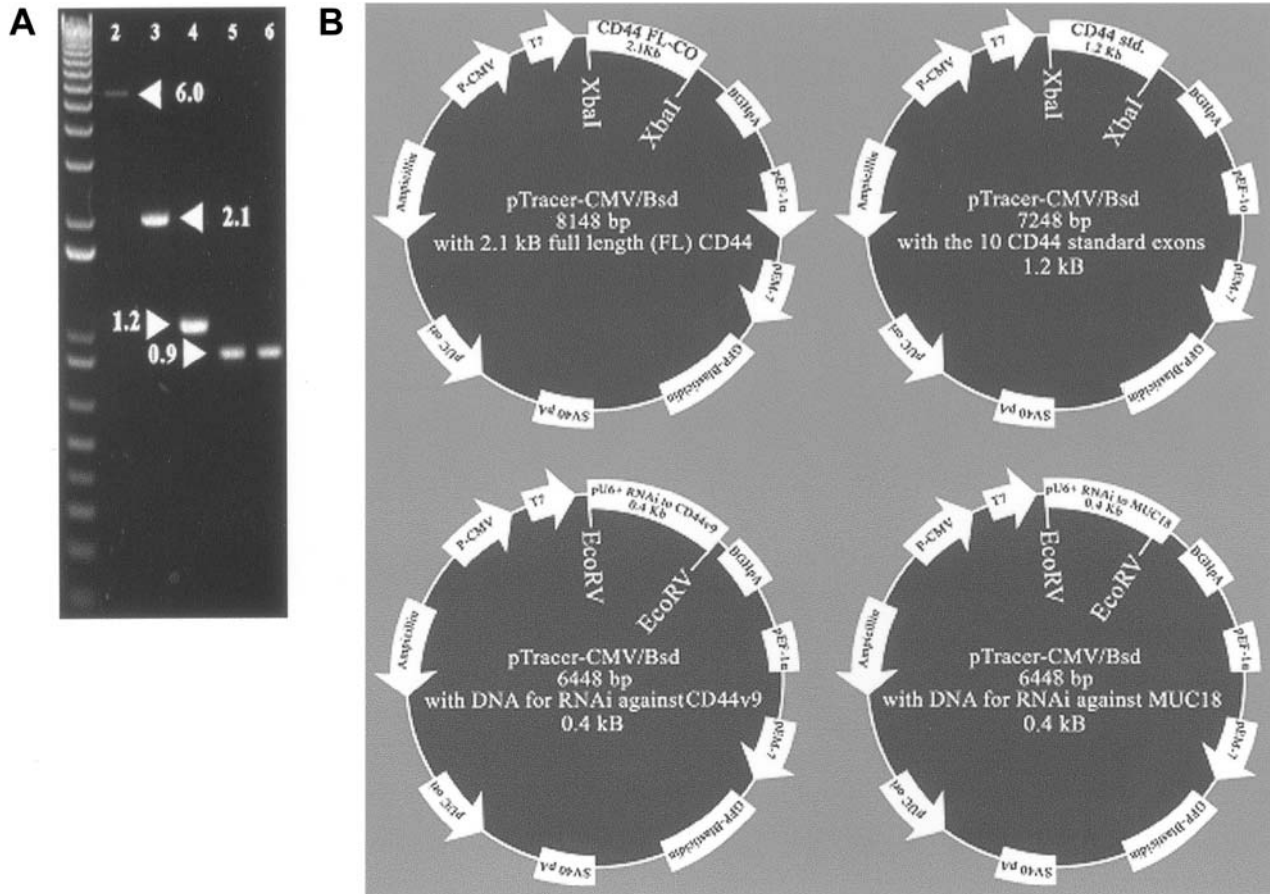 A
2 3 4 5 6
6.0
2.1
1.2
0.9
B
CD44 FL-CO
2.1Kb
T7
P-CMV
XbaI
XbaI
BGHpA
Ampicillin
pEF-1α
pTracer-CMV/Bsd
8148 bp
with 2.1 kB full length (FL) CD44
pEM-7
pUC ori
GFP-Blasticidin
SV40 pA
CD44 std.
1.2 Kb
T7
P-CMV
XbaI
XbaI
BGHpA
Ampicillin
pEF-1α
pTracer-CMV/Bsd
7248 bp
with the 10 CD44 standard exons
1.2 kB
pEM-7
pUC ori
GFP-Blasticidin
SV40 pA
pU6+ RNAi to CD44v9
0.4 Kb
T7
P-CMV
EcoRV
EcoRV
BGHpA
Ampicillin
pEF-1α
pTracer-CMV/Bsd
6448 bp
with DNA for RNAi against CD44v9
0.4 kB
pEM-7
pUC ori
GFP-Blasticidin
SV40 pA
pU6+ RNAi to MUC18
0.4 Kb
T7
P-CMV
EcoRV
EcoRV
BGHpA
Ampicillin
pEF-1α
pTracer-CMV/Bsd
6448 bp
with DNA for RNAi against MUC18
0.4 kB
pEM-7
pUC ori
GFP-Blasticidin
SV40 pA